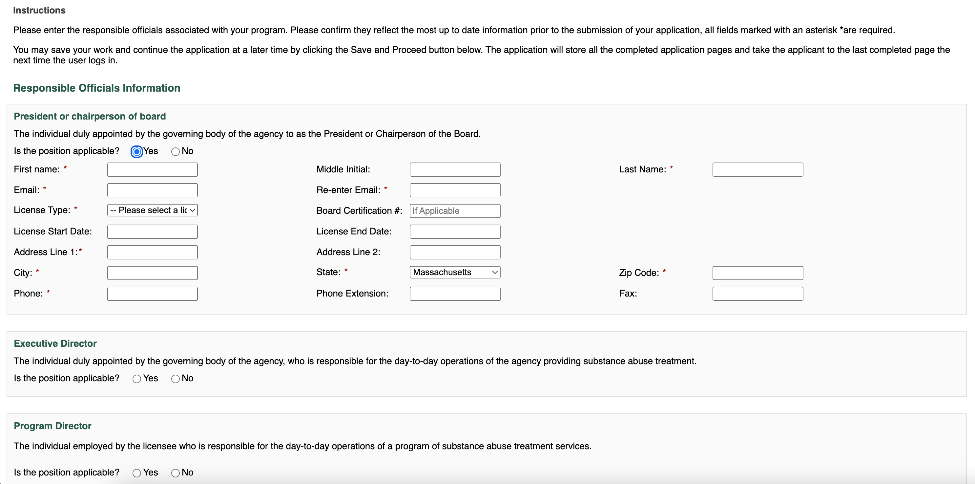 Instructions
Please enter the responsible officials associated with your program. Please confirm they reflect the most up to date information prior to the submission of your application, all fields marked with an asterisk *are required.
You may save your work and continue the application at a later time by clicking the Save and Proceed button below. The application will store all the completed application pages and take the applicant to the last completed page the
next time the user logs in.
Responsible Officials Information
President or chairperson of board
The individual duly appointed by the governing body of the agency to as the President or Chairperson of the Board.
Is the position applicable? Yes No
First name: * Middle Initial: Last Name: *
Email: * Re-enter Email: *
License Type: * -- Please select a lic Board Certification #: If Applicable
License Start Date: License End Date:
Address Line 1:* Address Line 2:
City: * State: * Massachusetts Zip Code: *
Phone: * Phone Extension: Fax:
Executive Director
The individual duly appointed by the governing body of the agency, who is responsible for the day-to-day operations of the agency providing substance abuse treatment.
Is the position applicable? Yes No
Program Director
The individual employed by the licensee who is responsible for the day-to-day operations of a program of substance abuse treatment services.
Is the position applicable? Yes No